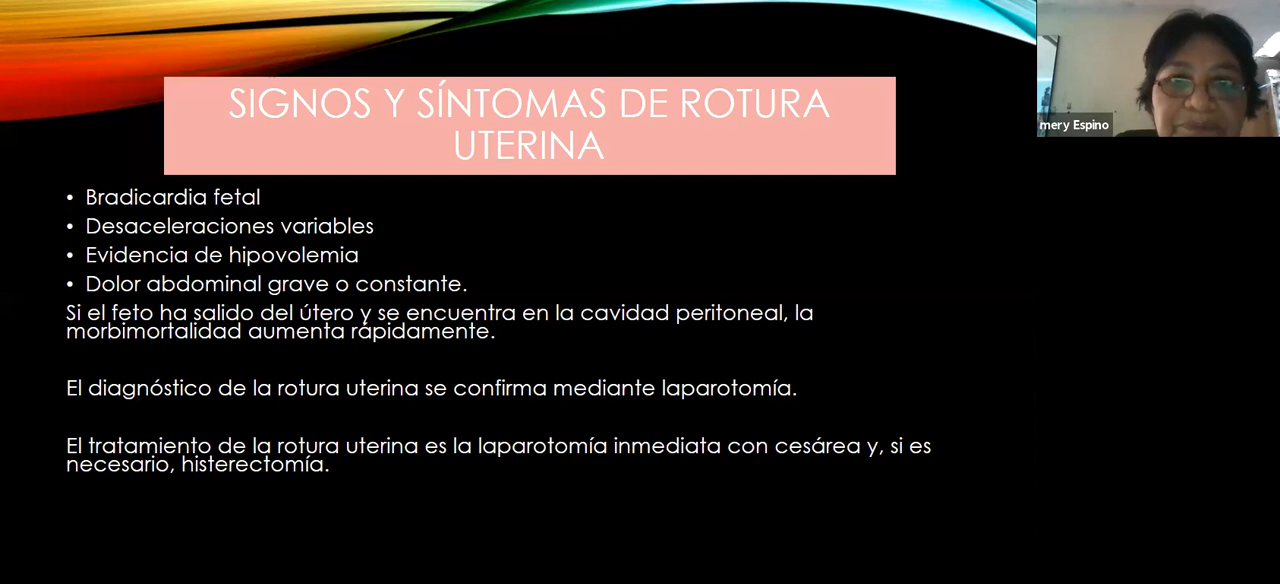 SIGNOS Y SÍNTOMAS DE ROTURA
UTERINA
mery Espino
• Bradicardia fetal
• Desaceleraciones variables
• Evidencia de hipovolemia
• Dolor abdominal grave o constante.
Si el feto ha salido del útero y se encuentra en la cavidad peritoneal, la
morbimortalidad aumenta rápidamente.
El diagnóstico de la rotura uterina se confirma mediante laparotomía.
El tratamiento de la rotura uterina es la laparotomía inmediata con cesárea y, si es
necesario, histerectomía.